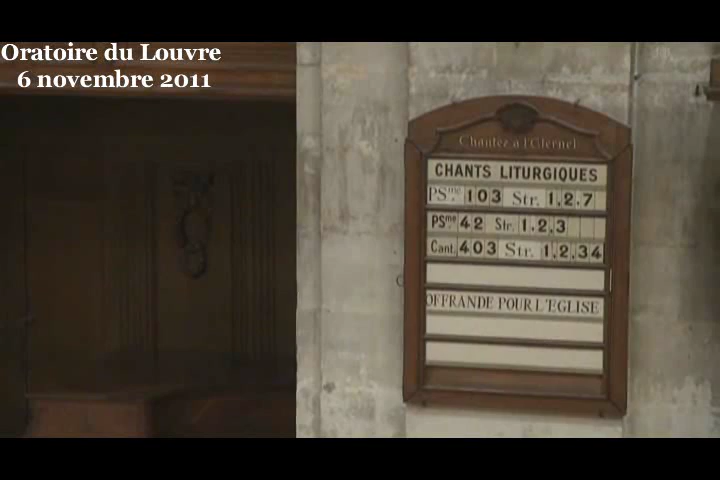 Oratoire du Louvre
6 novembre 2011
Chantez à l'Eternel
CHANTS LITURGIQUES
PS.me 103 Str. 1.2.7
PS.me 42 Str. 1.2.3
Cant. 403 Str. 1.2.34
OFFRANDE POUR L'EGLISE